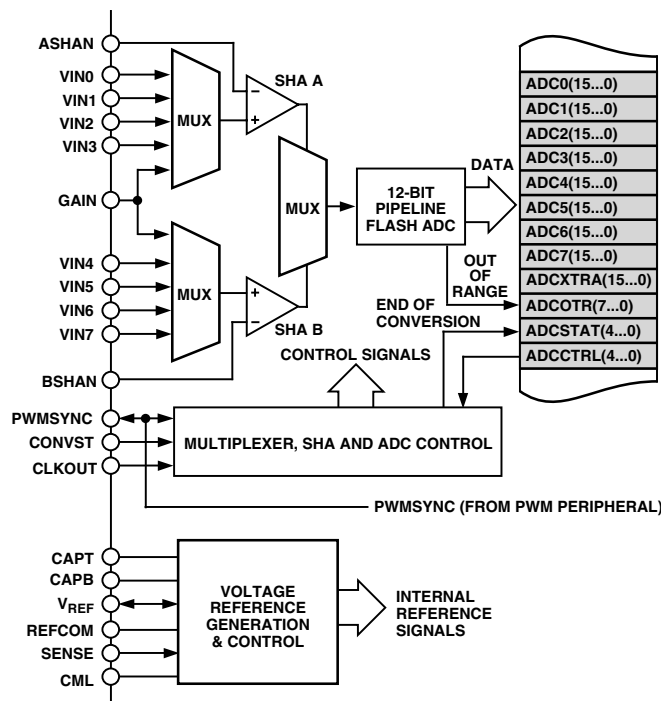 ASHAN
VIN0
VIN1
VIN2
VIN3
GAIN
VIN4
VIN5
VIN6
VIN7
BSHAN
PWMSYNC
CONVST
CLKOUT
MUX
SHA A
MUX
MUX
SHA B
12-BIT
PIPELINE
FLASH ADC
DATA
OUT
OF
RANGE
END OF
CONVERSION
CONTROL SIGNALS
ADC0(15...0)
ADC1(15...0)
ADC2(15...0)
ADC3(15...0)
ADC4(15...0)
ADC5(15...0)
ADC6(15...0)
ADC7(15...0)
ADCXTRA(15...0)
ADCOTR(7...0)
ADCSTAT(4...0)
ADCCTRL(4...0)
MULTIPLEXER, SHA AND ADC CONTROL
PWMSYNC (FROM PWM PERIPHERAL)
CAPT
CAPB
VREF
REFCOM
SENSE
CML
VOLTAGE
REFERENCE
GENERATION
& CONTROL
INTERNAL
REFERENCE
SIGNALS